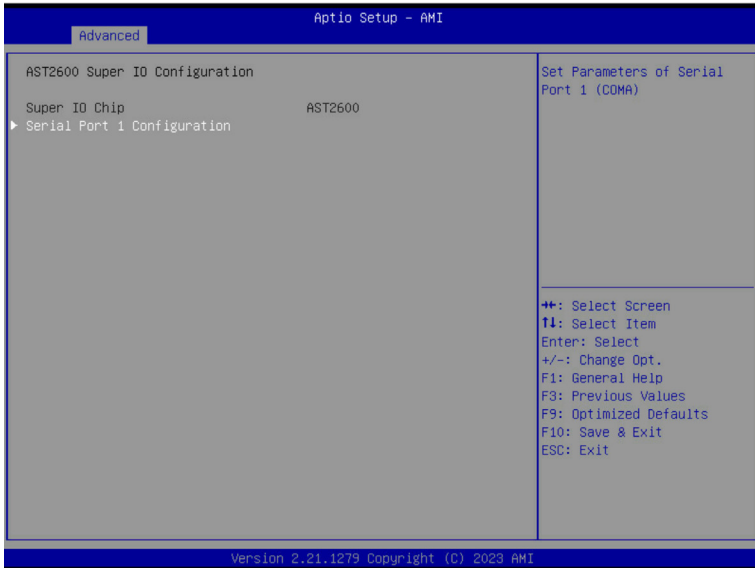 Aptio Setup - AMI
Advanced
AST2600 Super IO Configuration
Super IO Chip AST2600
Serial Port 1 Configuration
Set Parameters of Serial
Port 1 (COMA)
→←: Select Screen
↑↓: Select Item
Enter: Select
+/-: Change Opt.
F1: General Help
F3: Previous Values
F9: Optimized Defaults
F10: Save & Exit
ESC: Exit
Version 2.21.1279 Copyright (C) 2023 AMI